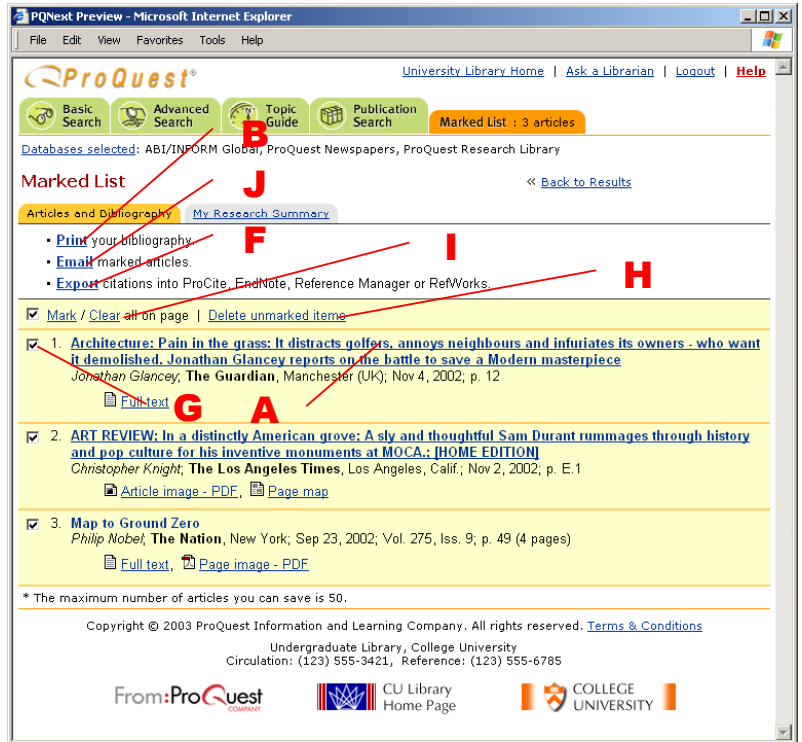 PQNext Preview - Microsoft Internet Explorer
File Edit View Favorites Tools Help
ProQuest®
University Library Home | Ask a Librarian | Logout | Help
Basic Search Advanced Search Topic Guide Publication Search Marked List : 3 articles
B
Databases selected: ABI/INFORM Global, ProQuest Newspapers, ProQuest Research Library
Marked List « Back to Results
J
Articles and Bibliography My Research Summary
• Print your bibliography.
F
I
• Email marked articles.
H
• Export citations into ProCite, EndNote, Reference Manager or RefWorks.
Mark / Clear all on page | Delete unmarked items
1. Architecture: Pain in the grass: It distracts golfers, annoys neighbours and infuriates its owners - who want
it demolished. Jonathan Glancey reports on the battle to save a Modern masterpiece
Jonathan Glancey; The Guardian, Manchester (UK); Nov 4, 2002; p. 12
Full text
G A
2. ART REVIEW; In a distinctly American grove; A sly and thoughtful Sam Durant rummages through history
and pop culture for his inventive monuments at MOCA.; [HOME EDITION]
Christopher Knight; The Los Angeles Times, Los Angeles, Calif.; Nov 2, 2002; p. E.1
Article image - PDF, Page map
3. Map to Ground Zero
Philip Nobel; The Nation, New York; Sep 23, 2002; Vol. 275, Iss. 9; p. 49 (4 pages)
Full text, Page image - PDF
* The maximum number of articles you can save is 50.
Copyright © 2003 ProQuest Information and Learning Company. All rights reserved. Terms & Conditions
Undergraduate Library, College University
Circulation: (123) 555-3421, Reference: (123) 555-6785
From:ProQuest COMPANY
CU Library
Home Page
COLLEGE
UNIVERSITY